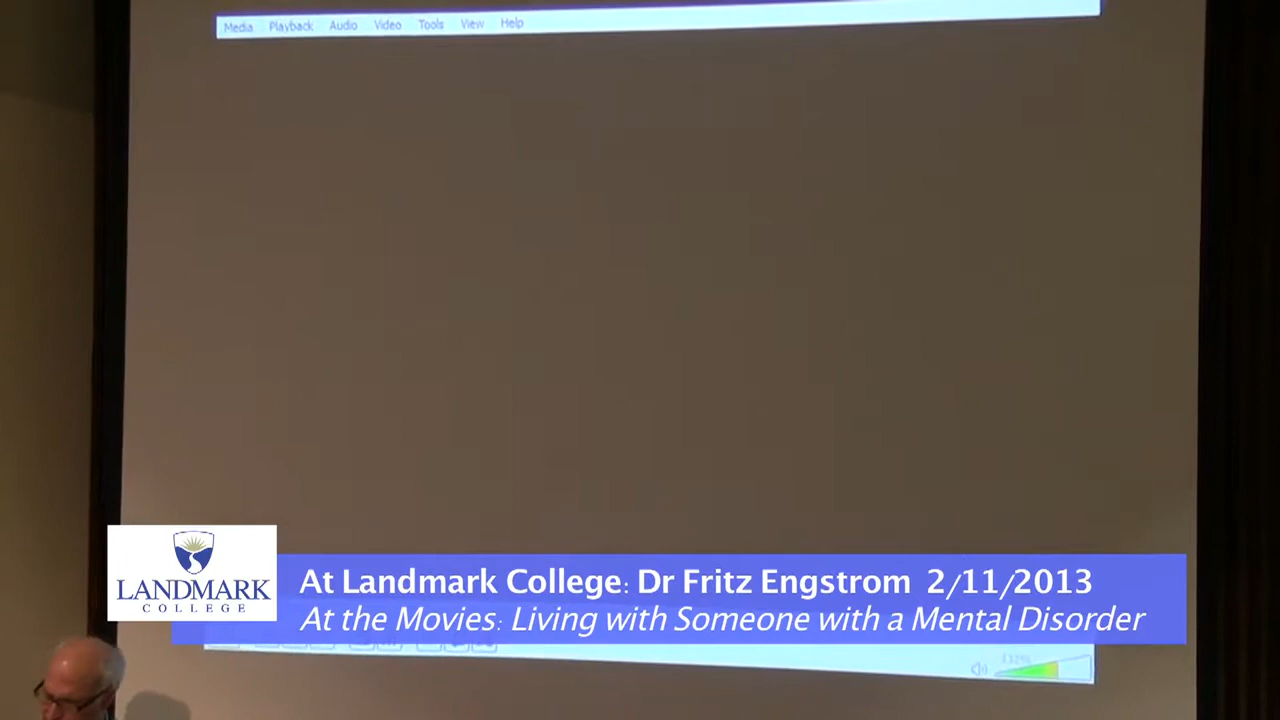 Media Playback Audio Video Tools View Help
LANDMARK
COLLEGE
At Landmark College: Dr Fritz Engstrom 2/11/2013
At the Movies: Living with Someone with a Mental Disorder
132%